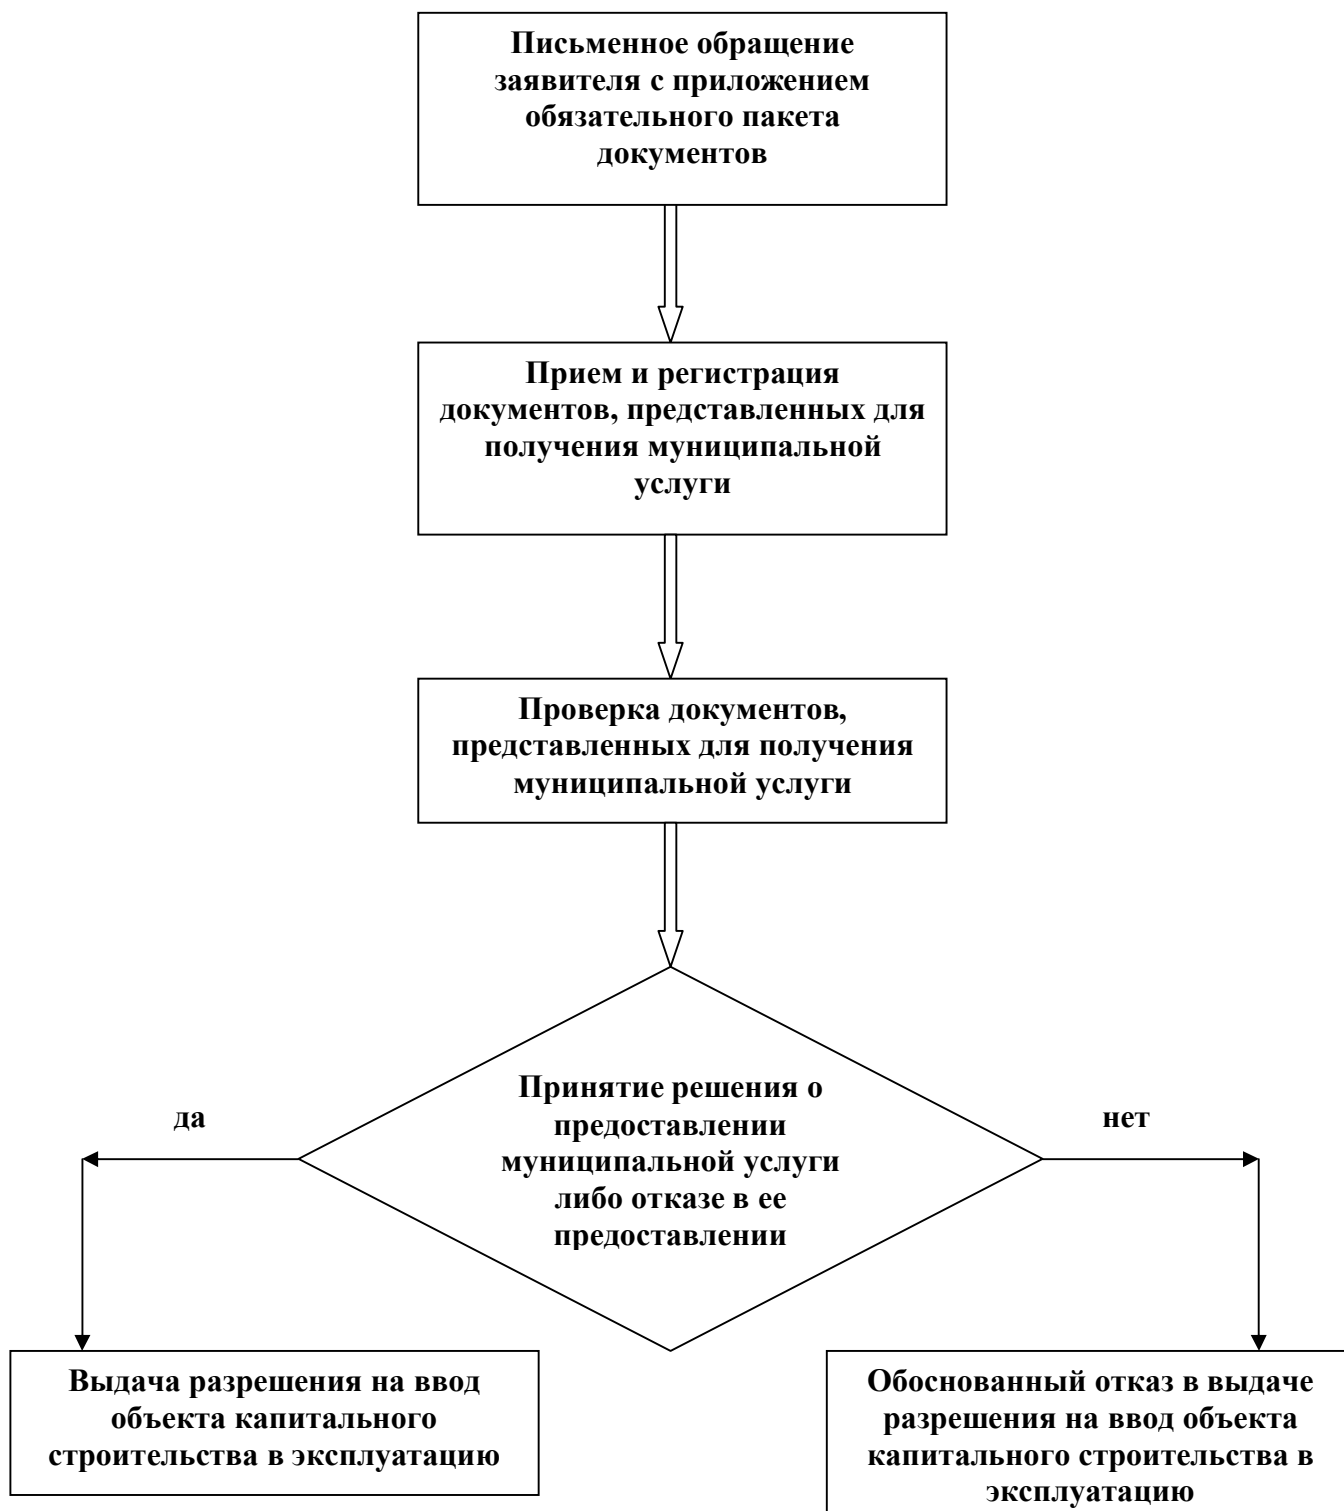 Письменное обращение
заявителя с приложением
обязательного пакета
документов
Прием и регистрация
документов, представленных для
получения муниципальной
услуги
Проверка документов,
представленных для получения
муниципальной услуги
Принятие решения о
предоставлении
муниципальной услуги
либо отказе в ее
предоставлении
да
нет
Выдача разрешения на ввод
объекта капитального
строительства в эксплуатацию
Обоснованный отказ в выдаче
разрешения на ввод объекта
капитального строительства в
эксплуатацию